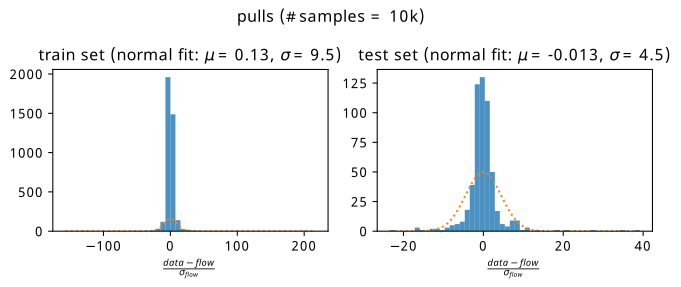 pulls (# samples = 10k)
train set (normal fit: μ = 0.13, σ = 9.5)
test set (normal fit: μ = -0.013, σ = 4.5)
2000
1500
1000
500
0
−100
0
100
200
data − flow
σflow
125
100
75
50
25
0
−20
0
20
40
data − flow
σflow